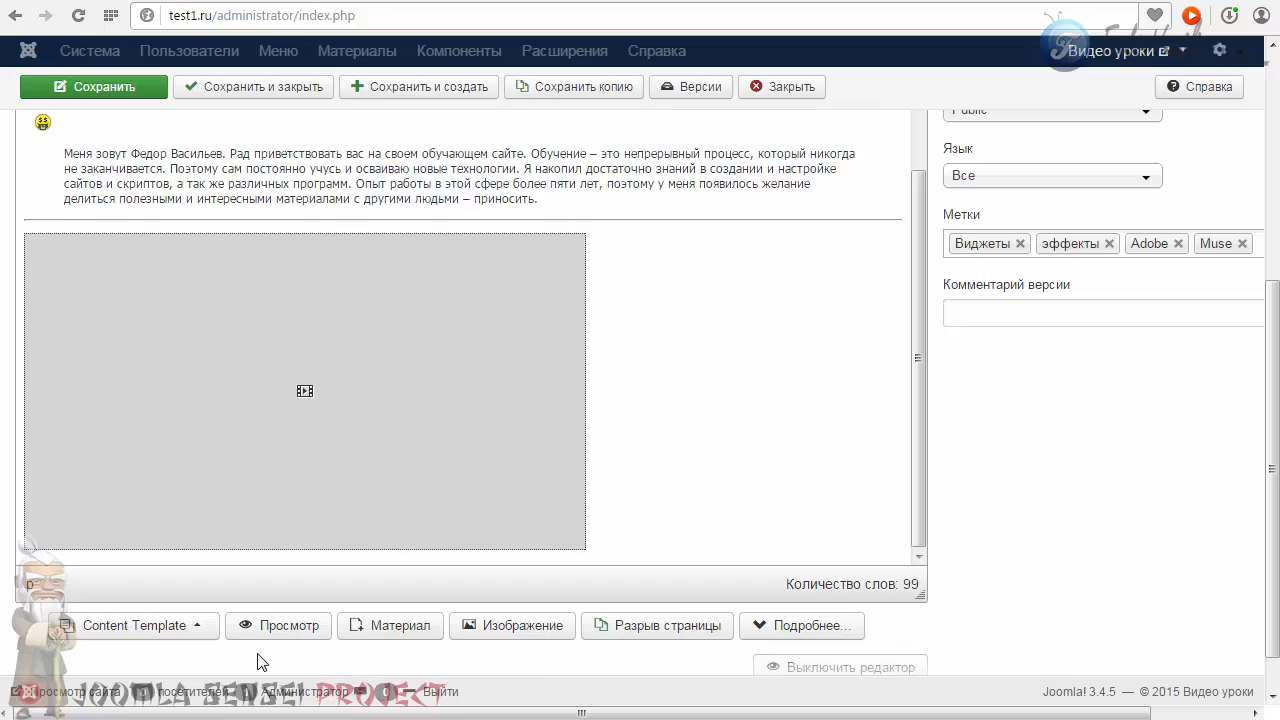 test1.ru/administrator/index.php
Система Пользователи Меню Материалы Компоненты Расширения Справка Видео уроки
Сохранить Сохранить и закрыть Сохранить и создать Сохранить копию Версии Закрыть Справка
Public
Меня зовут Федор Васильев. Рад приветствовать вас на своем обучающем сайте. Обучение – это непрерывный процесс, который никогда
не заканчивается. Поэтому сам постоянно учусь и осваиваю новые технологии. Я накопил достаточно знаний в создании и настройке
сайтов и скриптов, а так же различных программ. Опыт работы в этой сфере более пяти лет, поэтому у меня появилось желание
делиться полезными и интересными материалами с другими людьми – приносить.
Язык
Все
Метки
Виджеты эффекты Adobe Muse
Комментарий версии
p
Количество слов: 99
Content Template Просмотр Материал Изображение Разрыв страницы Подробнее...
Выключить редактор
Просмотр сайта 0 посетителей Администратор 0 Выйти
JOOMLA SENSEI PROJECT
Joomla! 3.4.5 — © 2015 Видео уроки